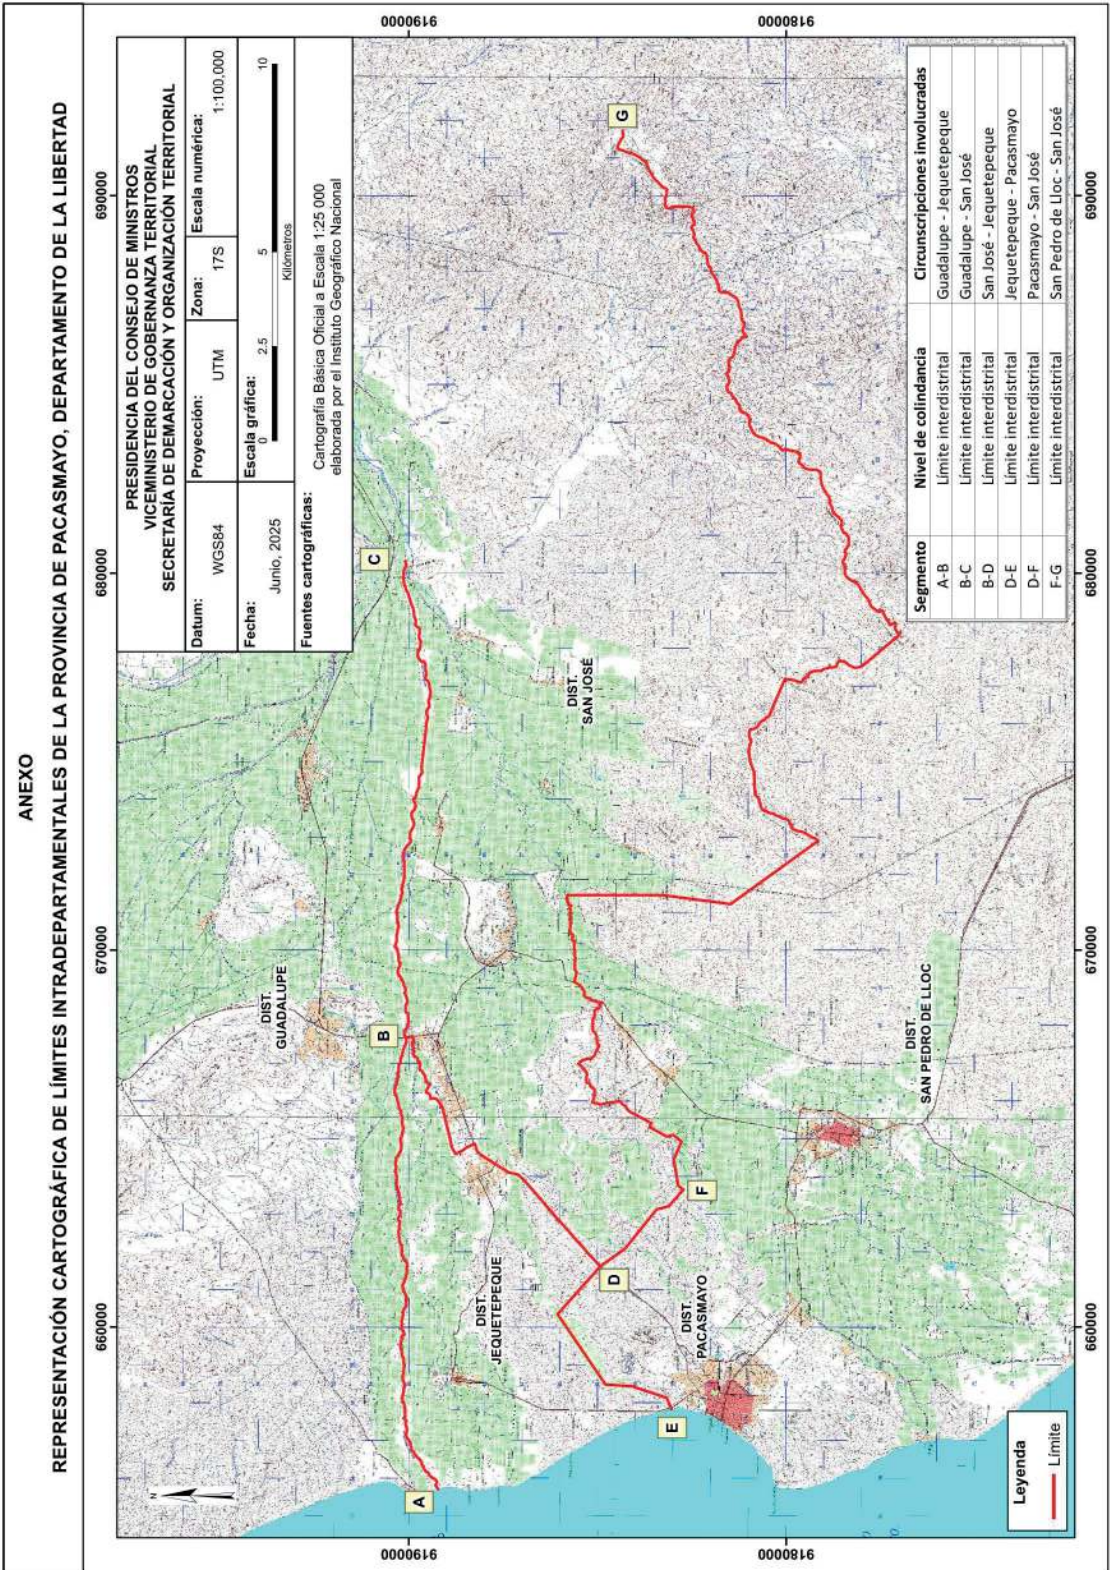 ANEXO
REPRESENTACIÓN CARTOGRÁFICA DE LÍMITES INTRADEPARTAMENTALES DE LA PROVINCIA DE PACASMAYO, DEPARTAMENTO DE LA LIBERTAD
PRESIDENCIA DEL CONSEJO DE MINISTROS
VICEMINISTERIO DE GOBERNANZA TERRITORIAL
SECRETARÍA DE DEMARCACIÓN Y ORGANIZACIÓN TERRITORIAL
Datum: WGS84
Proyección: UTM
Zona: 17S
Escala numérica: 1:100,000
Fecha: Junio, 2025
Escala gráfica:
0 2.5 5 10
Kilómetros
Fuentes cartográficas:
Cartografía Básica Oficial a Escala 1:25 000
elaborada por el Instituto Geográfico Nacional
660000 670000 680000 690000
9190000
9180000
N
A
B
C
D
E
F
G
DIST.
GUADALUPE
DIST.
SAN JOSÉ
DIST.
JEQUETEPEQUE
DIST.
PACASMAYO
DIST.
SAN PEDRO DE LLOC
Leyenda
Límite
Segmento Nivel de colindancia Circunscripciones involucradas
A-B Límite interdistrital Guadalupe - Jequetepeque
B-C Límite interdistrital Guadalupe - San José
B-D Límite interdistrital San José - Jequetepeque
D-E Límite interdistrital Jequetepeque - Pacasmayo
D-F Límite interdistrital Pacasmayo - San José
F-G Límite interdistrital San Pedro de Lloc - San José
660000 670000 680000 690000
9190000
9180000